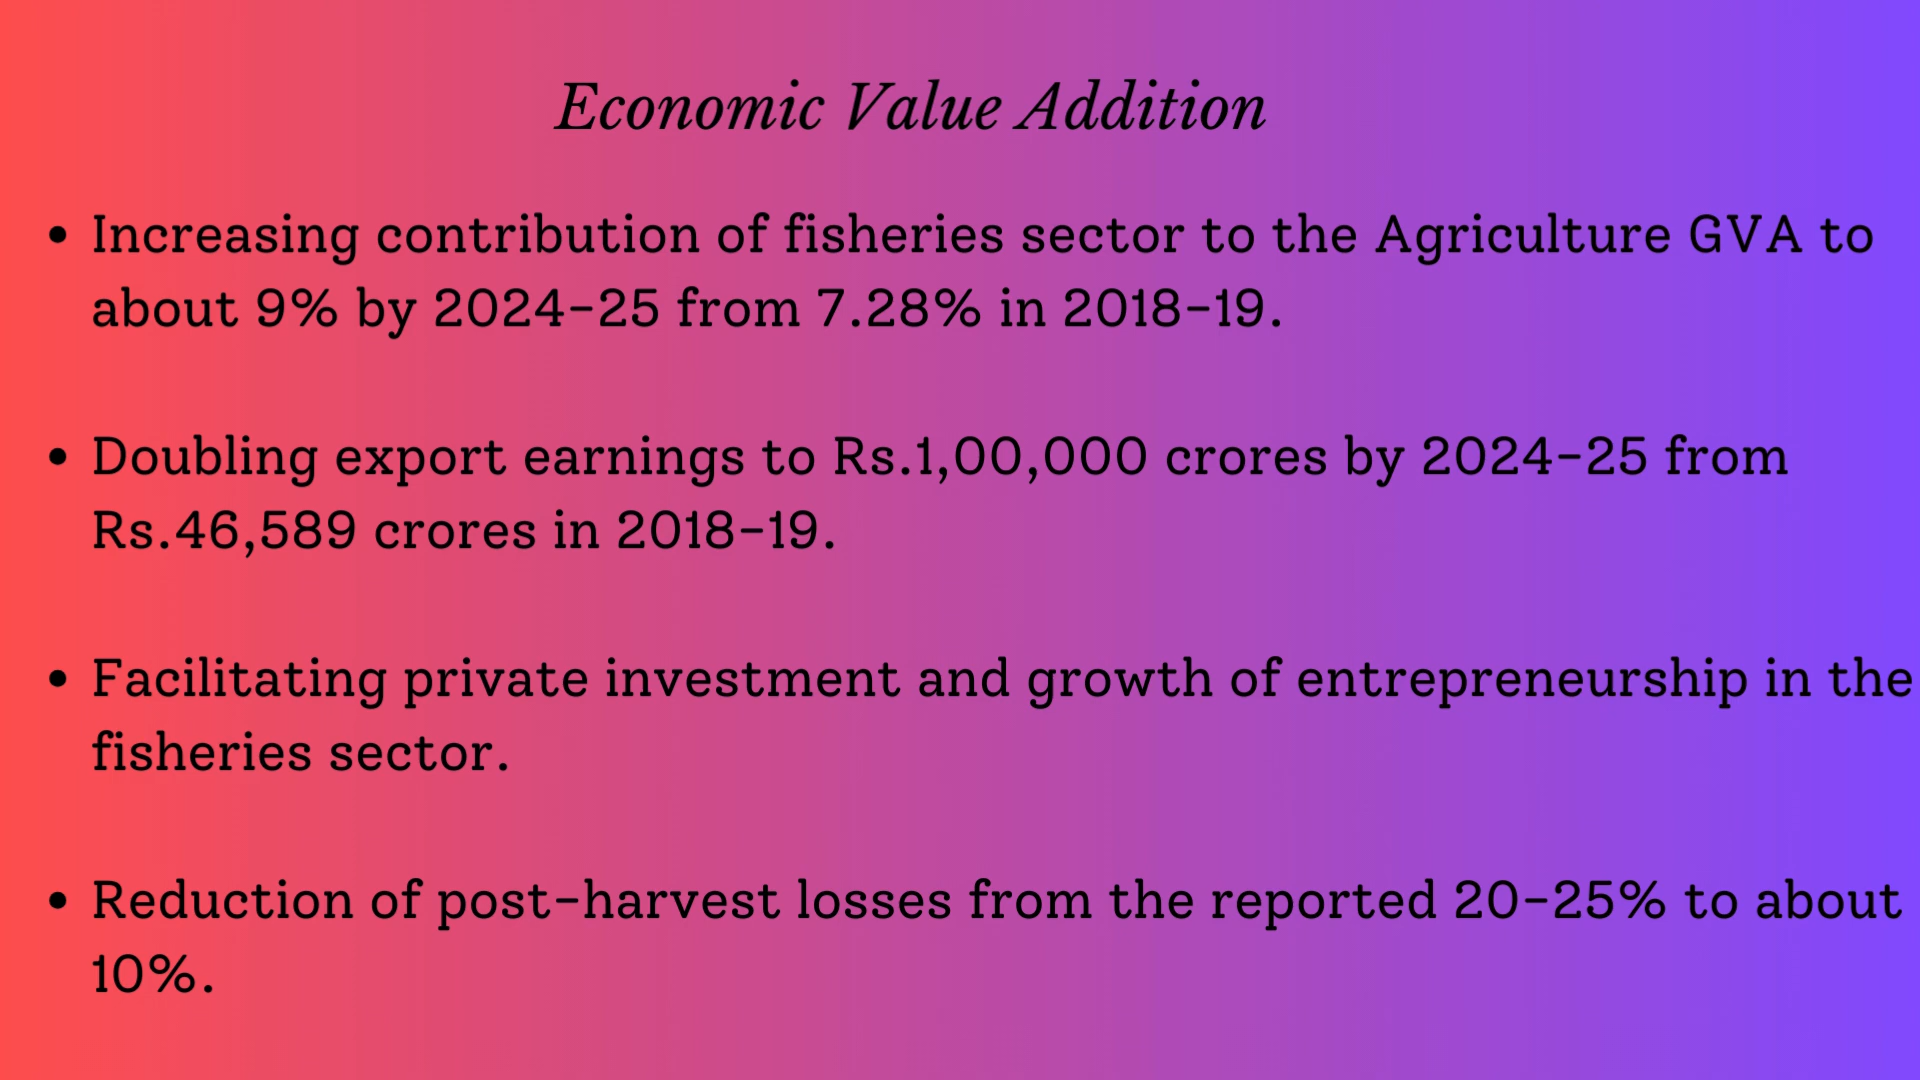 Economic Value Addition
• Increasing contribution of fisheries sector to the Agriculture GVA to
about 9% by 2024-25 from 7.28% in 2018-19.
• Doubling export earnings to Rs.1,00,000 crores by 2024-25 from
Rs.46,589 crores in 2018-19.
• Facilitating private investment and growth of entrepreneurship in the
fisheries sector.
• Reduction of post-harvest losses from the reported 20-25% to about
10%.